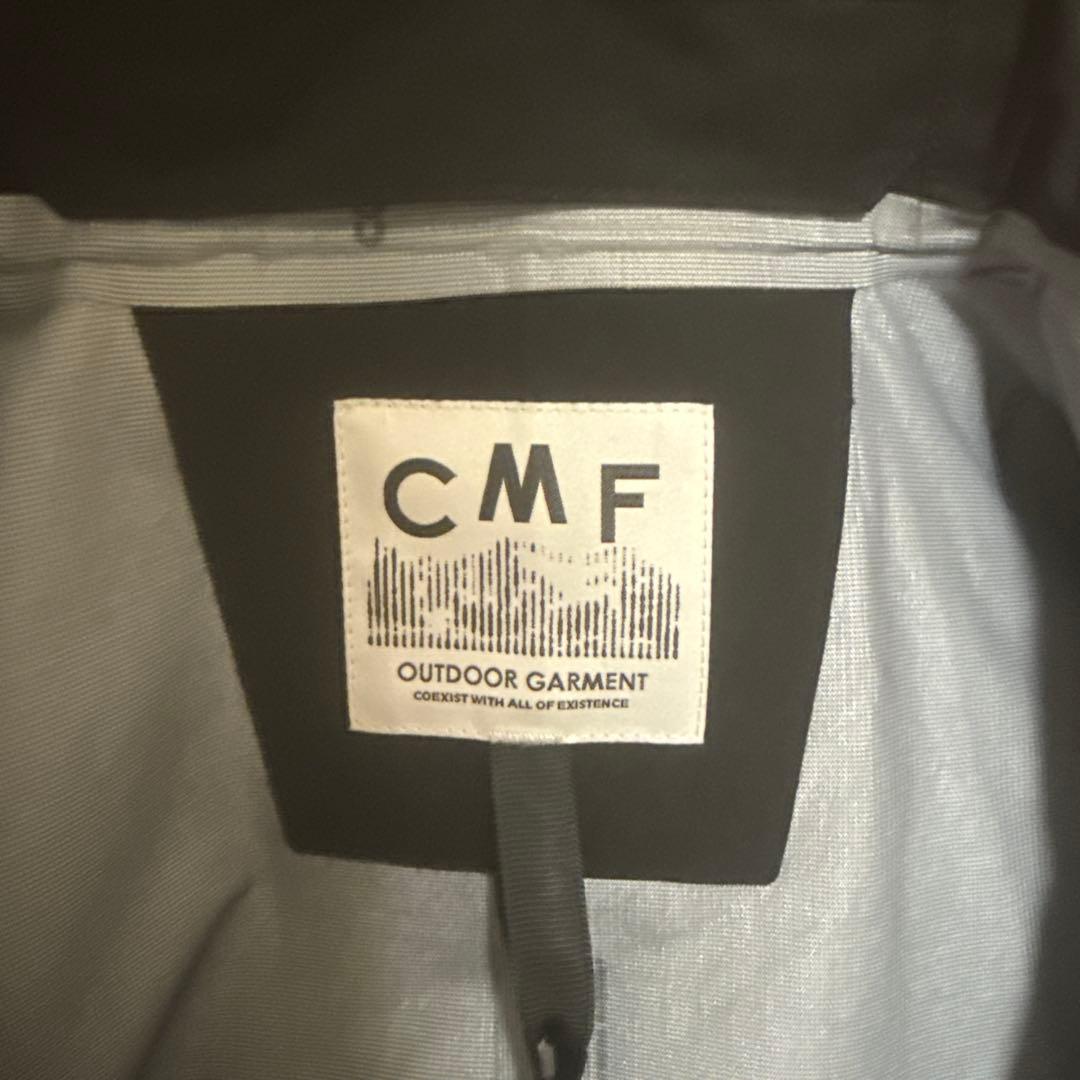 CMF
OUTDOOR GARMENT
COEXIST WITH ALL OF EXISTENCE